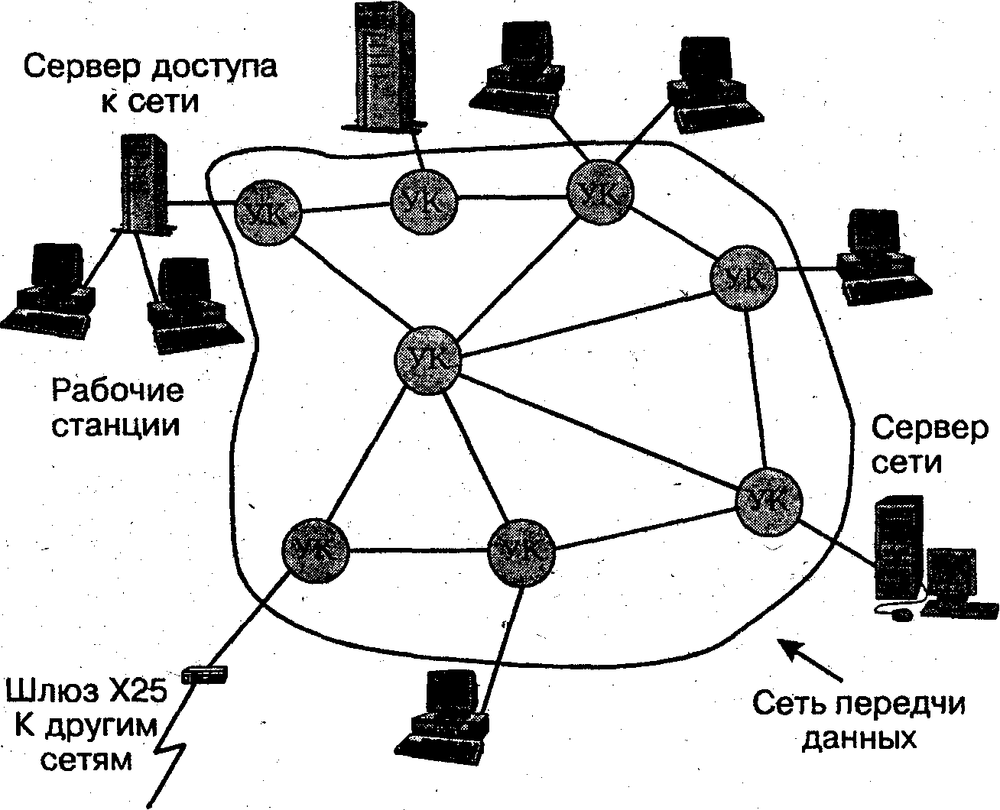 Сервер доступа
к сети
УК
УК
УК
УК
УК
Рабочие
станции
Сервер
сети
УК
УК
УК
Шлюз X25
К другим
сетям
Сеть передчи
данных